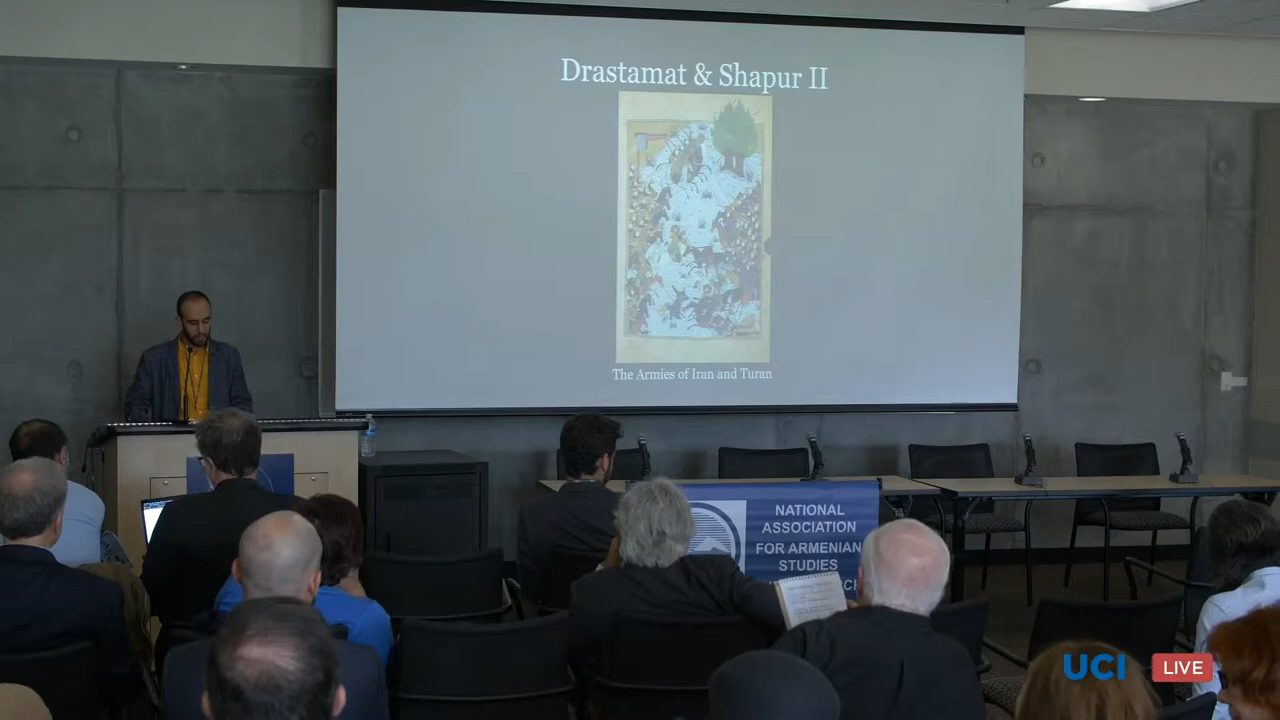 Drastamat & Shapur II
The Armies of Iran and Turan
NATIONAL
ASSOCIATION
FOR ARMENIAN
STUDIES
UCI
LIVE